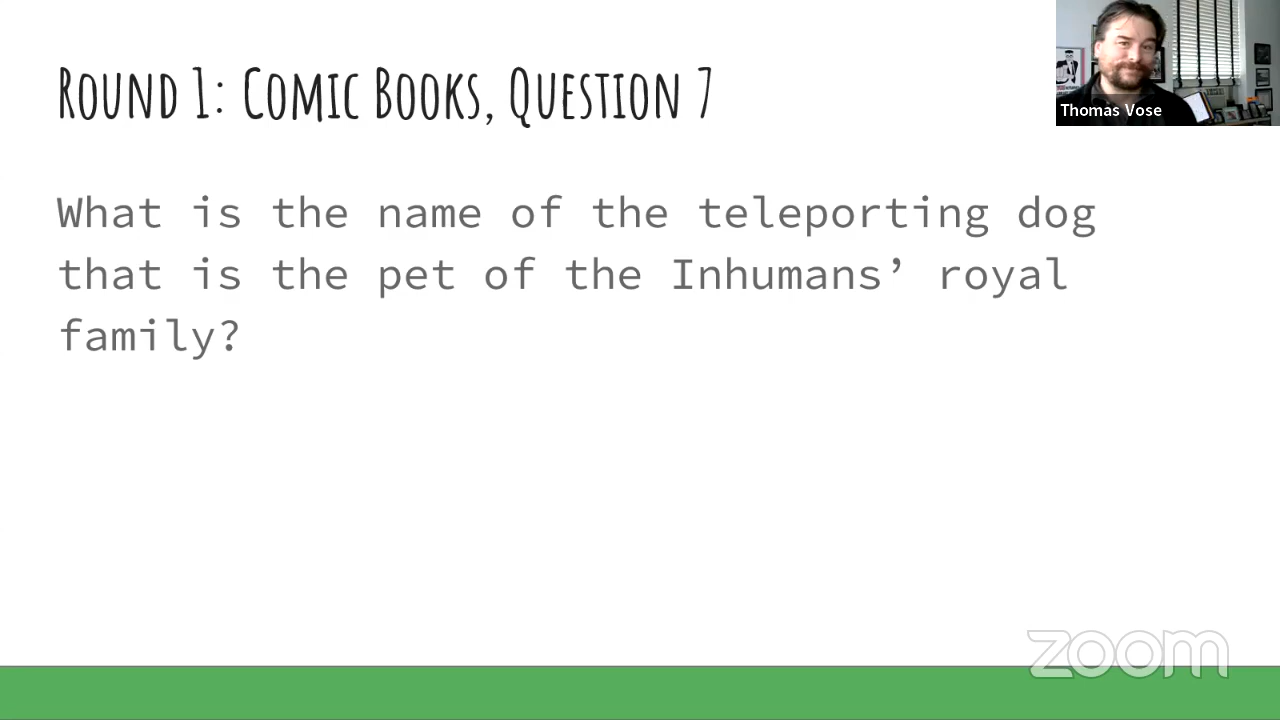 Round 1: Comic Books, Question 7
Thomas Vose
What is the name of the teleporting dog
that is the pet of the Inhumans’ royal
family?
zoom